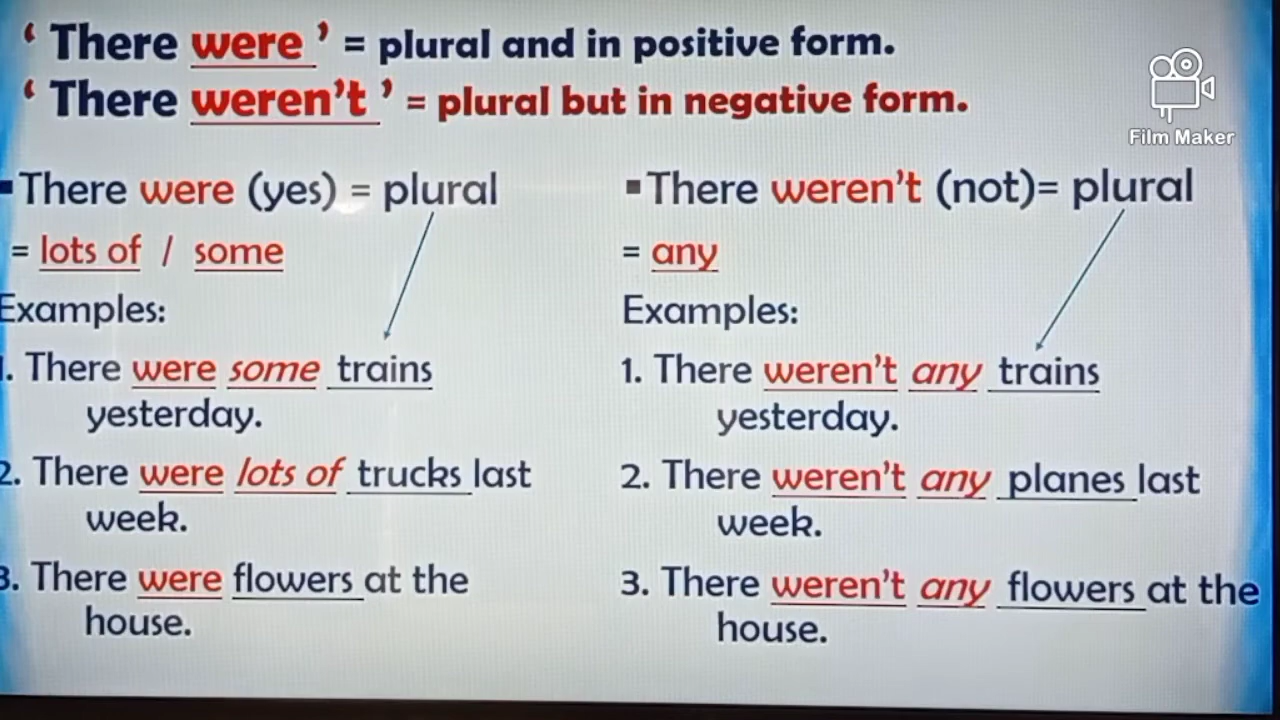 ‘ There were ’ = plural and in positive form.
‘ There weren’t ’ = plural but in negative form.
Film Maker
▪There were (yes) = plural
= lots of / some
Examples:
1. There were some trains
yesterday.
2. There were lots of trucks last
week.
3. There were flowers at the
house.
▪There weren’t (not)= plural
= any
Examples:
1. There weren’t any trains
yesterday.
2. There weren’t any planes last
week.
3. There weren’t any flowers at the
house.